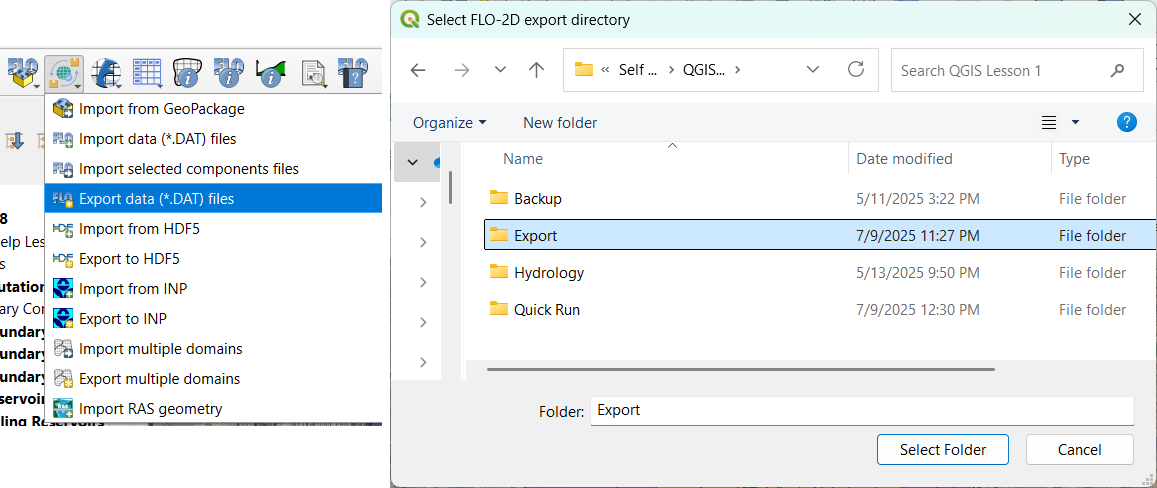 Import from GeoPackage
Import data (*.DAT) files
Import selected components files
Export data (*.DAT) files
Import from HDF5
Export to HDF5
Import from INP
Export to INP
Import multiple domains
Export multiple domains
Import RAS geometry
8
elp Les
s
utation
ary Con
undary
undary
undary
servoir
ling Reservoirs
Select FLO-2D export directory
« Self ... › QGIS... ›
Search QGIS Lesson 1
Organize
New folder
Name Date modified Type
Backup 5/11/2025 3:22 PM File folder
Export 7/9/2025 11:27 PM File folder
Hydrology 5/13/2025 9:50 PM File folder
Quick Run 7/9/2025 12:30 PM File folder
Folder: Export
Select Folder Cancel